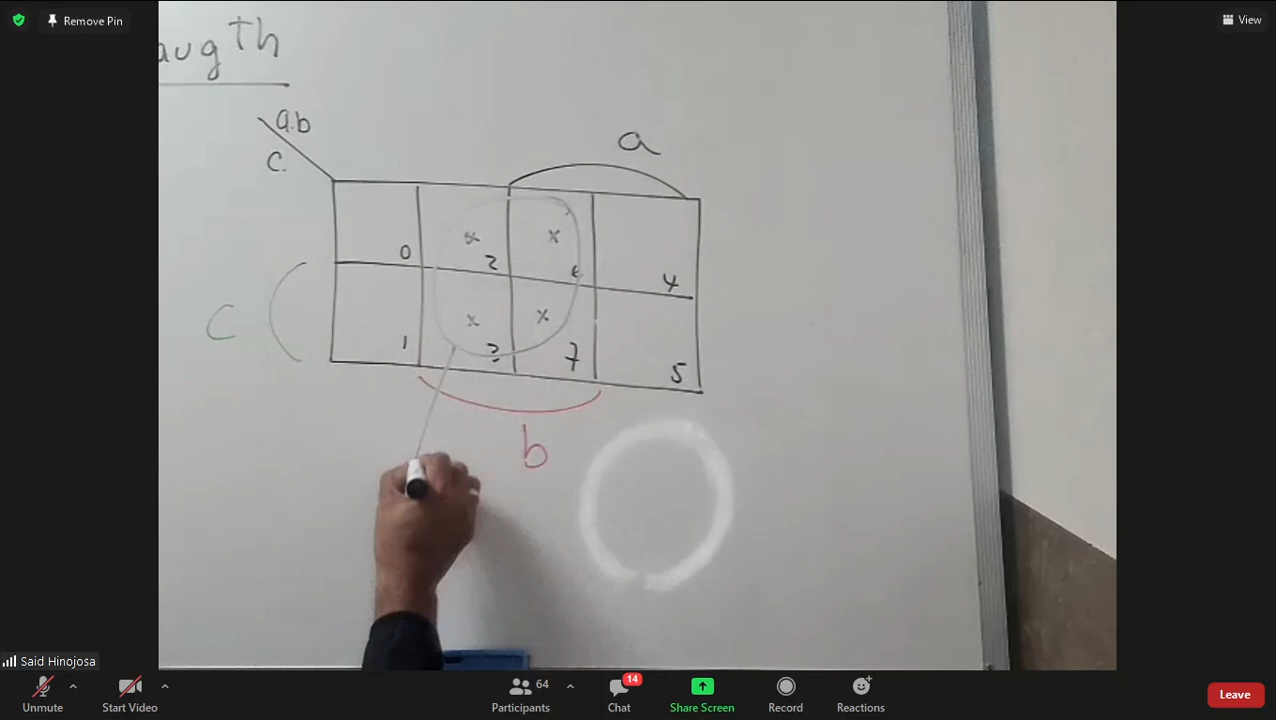 Remove Pin
View
augth
a.b
c.
a
x
x
0
2
6
4
c
x
x
1
3
7
5
b
Said Hinojosa
64
14
Unmute
Start Video
Participants
Chat
Share Screen
Record
Reactions
Leave